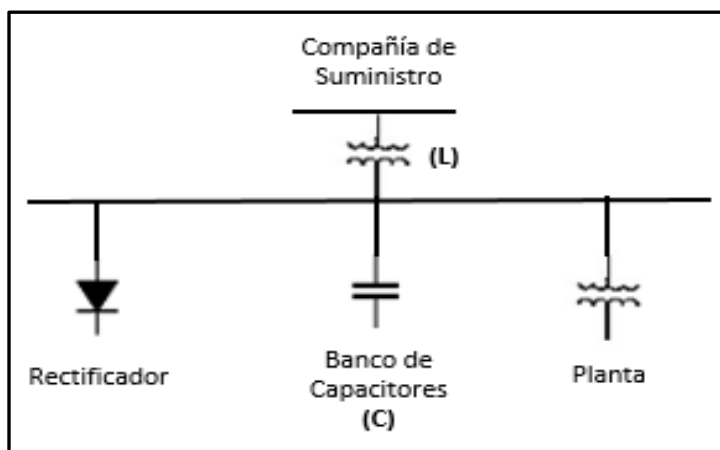 Compañía de
Suministro
(L)
Rectificador
Banco de
Capacitores
(C)
Planta